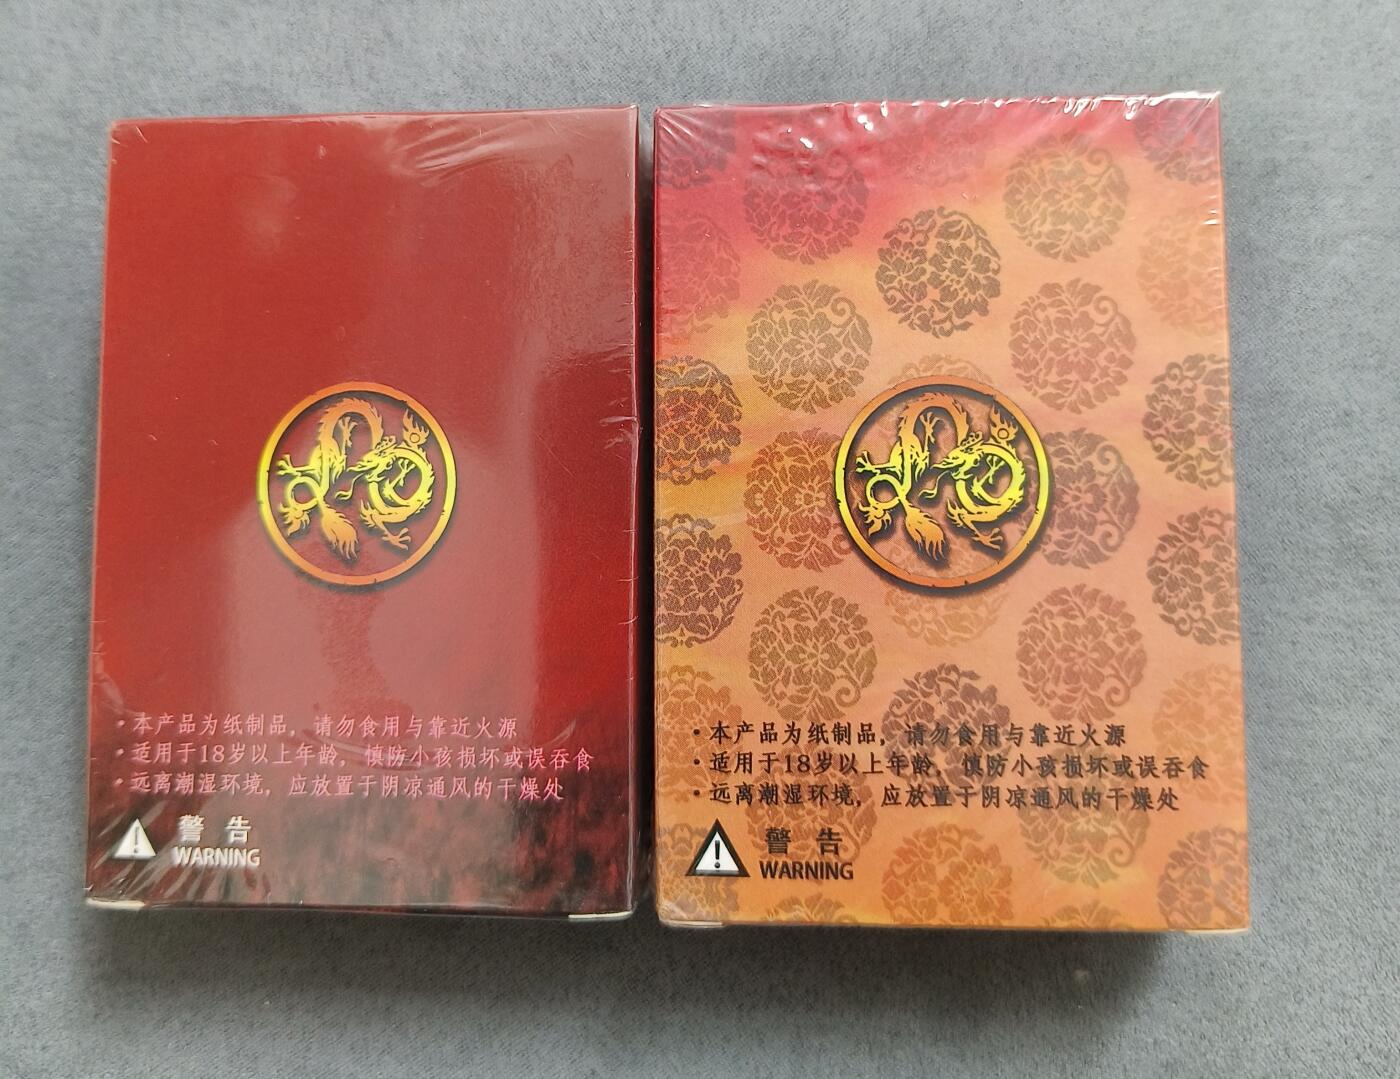 ·本产品为纸制品，请勿食用与靠近火源
·适用于18岁以上年龄，慎防小孩损坏或误吞食
·远离潮湿环境，应放置于阴凉通风的干燥处
警告
WARNING
·本产品为纸制品，请勿食用与靠近火源
·适用于18岁以上年龄，慎防小孩损坏或误吞食
·远离潮湿环境，应放置于阴凉通风的干燥处
警告
WARNING